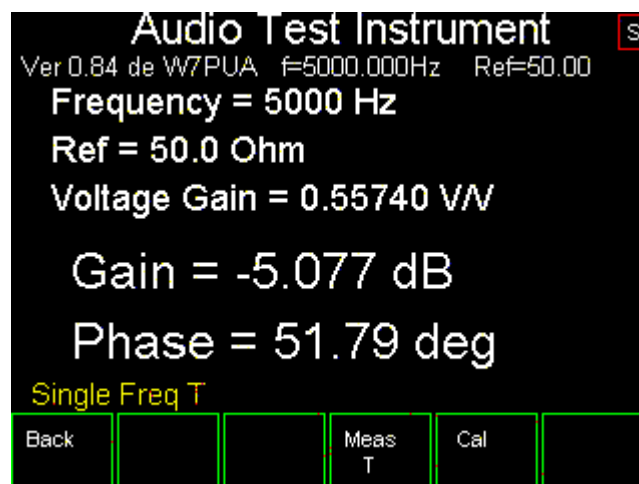 Audio Test Instrument
S
Ver 0.84 de W7PUA f=5000.000Hz Ref=50.00
Frequency = 5000 Hz
Ref = 50.0 Ohm
Voltage Gain = 0.55740 V/V
Gain = -5.077 dB
Phase = 51.79 deg
Single Freq T
Back
Meas T
Cal